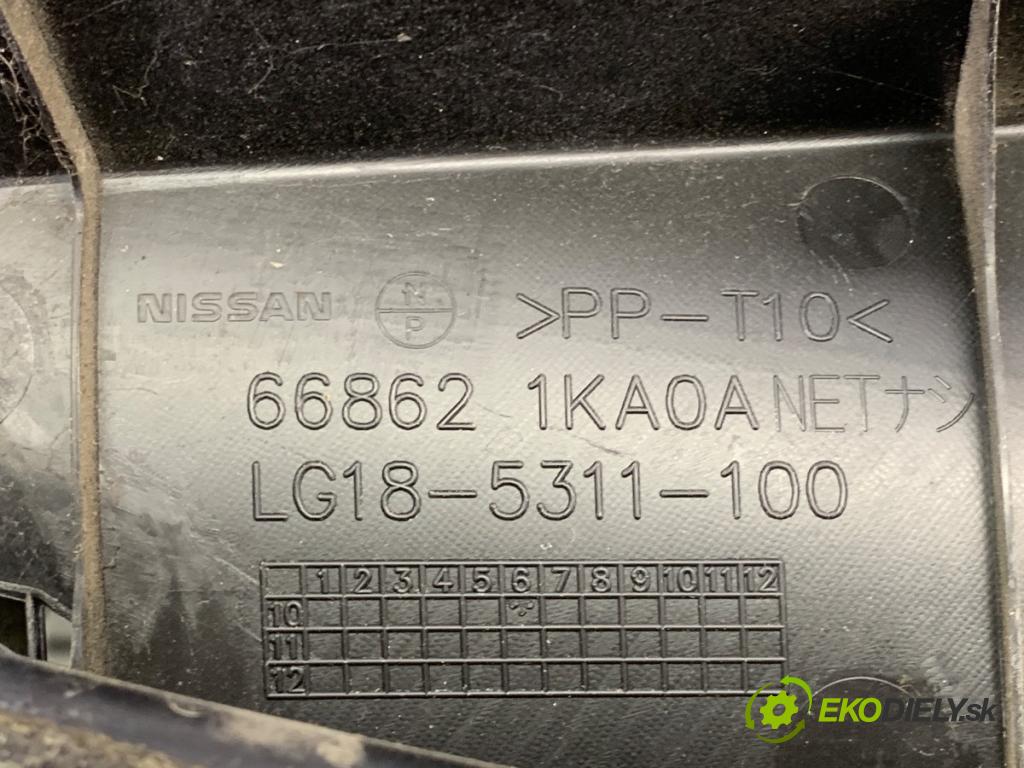 NISSAN N P >PP-T10<
66862 1KA0A NETナシ
LG18-5311-100
1 2 3 4 5 6 7 8 9 10 11 12
10
11
12
EKODIELY.sk